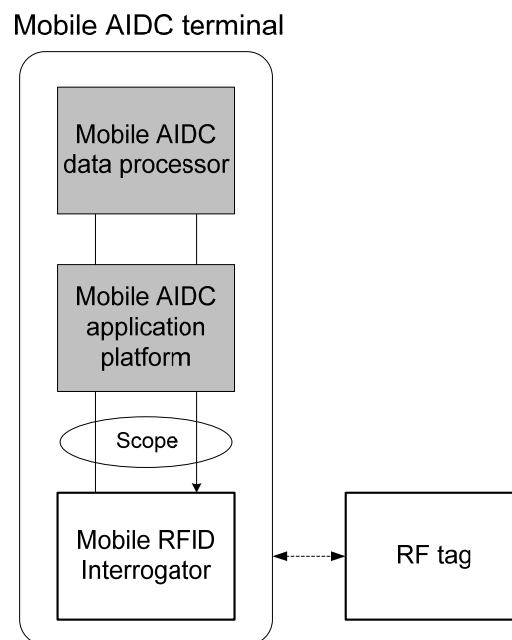 Mobile AIDC terminal
Mobile AIDC
data processor
Mobile AIDC
application
platform
Scope
Mobile RFID
Interrogator
RF tag